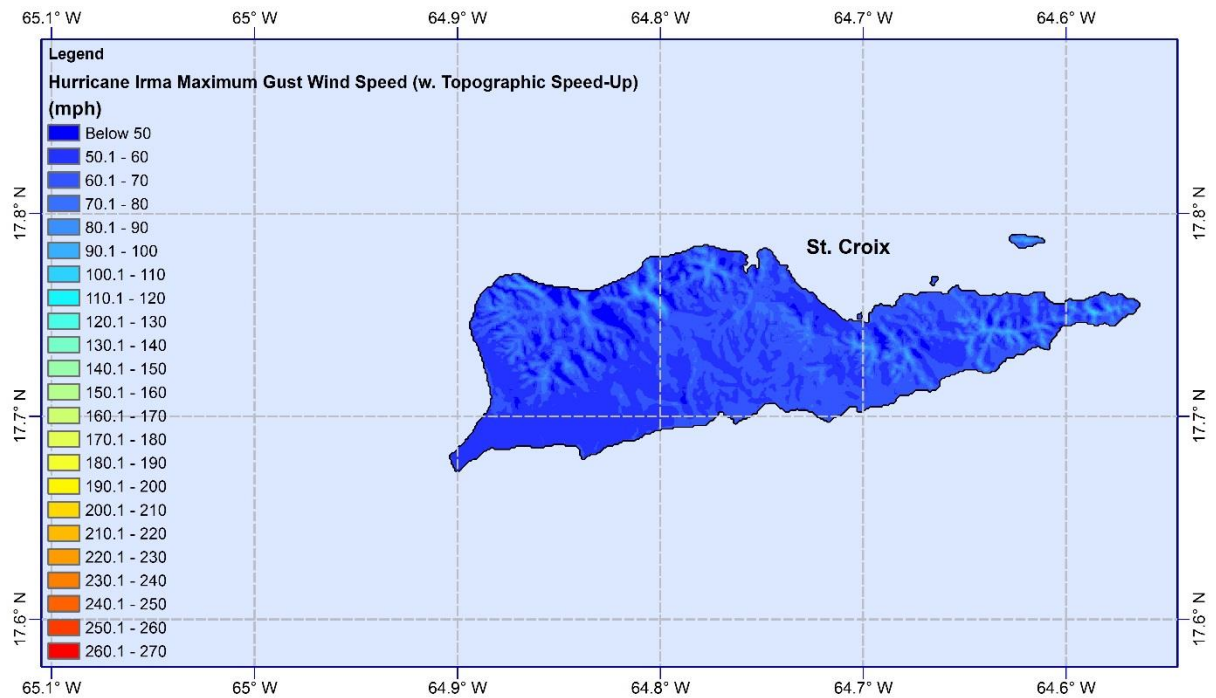 65.1° W 65° W 64.9° W 64.8° W 64.7° W 64.6° W
Legend
Hurricane Irma Maximum Gust Wind Speed (w. Topographic Speed-Up)
(mph)
Below 50
50.1 - 60
60.1 - 70
70.1 - 80
80.1 - 90
90.1 - 100
100.1 - 110
110.1 - 120
120.1 - 130
130.1 - 140
140.1 - 150
150.1 - 160
160.1 - 170
170.1 - 180
180.1 - 190
190.1 - 200
200.1 - 210
210.1 - 220
220.1 - 230
230.1 - 240
240.1 - 250
250.1 - 260
260.1 - 270
St. Croix
17.8° N
17.7° N
17.6° N
17.8° N
17.7° N
17.6° N
65.1° W 65° W 64.9° W 64.8° W 64.7° W 64.6° W